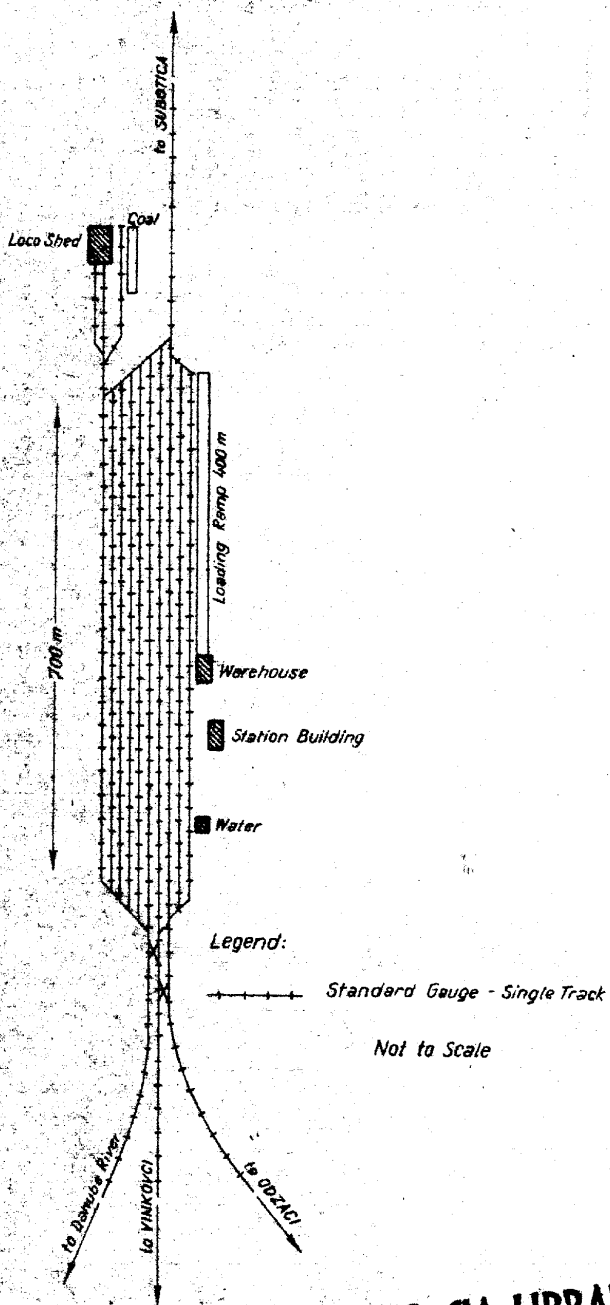 to SUBOTICA
Coal
Loco Shed
Loading Ramp 400 m
700 m
Warehouse
Station Building
Water
Legend:
Standard Gauge - Single Track
Not to Scale
to Danube River
to VINKOVCI
to ODZACI